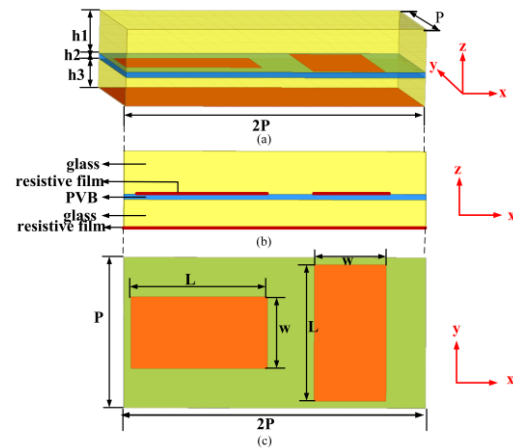 h1
h2
h3
P
z
y
x
2P
(a)
glass
resistive film
PVB
glass
resistive film
z
x
(b)
w
L
P
w
L
y
x
2P
(c)